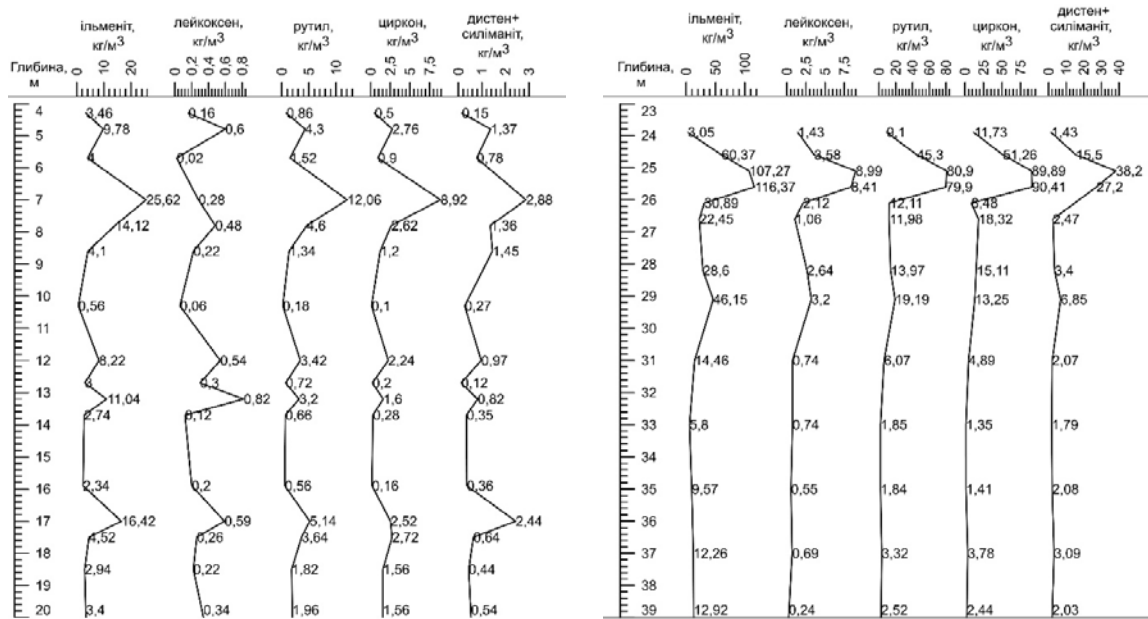 ільменіт, кг/м³
лейкоксен, кг/м³
рутил, кг/м³
циркон, кг/м³
дистен+ силіманіт, кг/м³
Глибина, м
0 10 20
0 0,2 0,4 0,6 0,8
0 5 10
0 2,5 5 7,5
0 1 2 3
4
3,46 0,16 0,86 0,5 0,15
9,78 0,6 4,3 2,76 1,37
5
4 0,02 1,52 0,9 0,78
6
7
25,62 0,28 12,06 8,92 2,88
14,12 0,48 4,6 2,62 1,36
8
4,1 0,22 1,34 1,2 1,45
9
10
0,56 0,06 0,18 0,1 0,27
11
12
8,22 0,54 3,42 2,24 0,97
3 0,3 0,72 0,2 0,12
13
11,04 0,82 3,2 1,6 0,82
2,74 0,12 0,66 0,28 0,35
14
15
2,34 0,2 0,56 0,16 0,36
16
17
16,42 0,59 5,14 2,52 2,44
4,52 0,26 3,64 2,72 0,64
18
2,94 0,22 1,82 1,56 0,44
19
20
3,4 0,34 1,96 1,56 0,54
ільменіт, кг/м³
лейкоксен, кг/м³
рутил, кг/м³
циркон, кг/м³
дистен+ силіманіт, кг/м³
Глибина, м
0 50 100
0 2,5 5 7,5
0 20 40 60 80
0 25 50 75
0 10 20 30 40
23
24
3,05 1,43 9,1 11,73 1,43
60,37 3,58 45,3 51,26 15,5
25
107,27 8,99 80,9 89,89 38,2
116,37 8,41 79,9 90,41 27,2
26
30,89 2,12 12,11 8,48
22,45 1,06 11,98 18,32 2,47
27
28
28,6 2,64 13,97 15,11 3,4
29
46,15 3,2 19,19 13,25 6,85
30
31
14,46 0,74 6,07 4,89 2,07
32
33
5,8 0,74 1,85 1,35 1,79
34
35
9,57 0,55 1,84 1,41 2,08
36
37
12,26 0,69 3,32 3,78 3,09
38
39
12,92 0,24 2,52 2,44 2,03